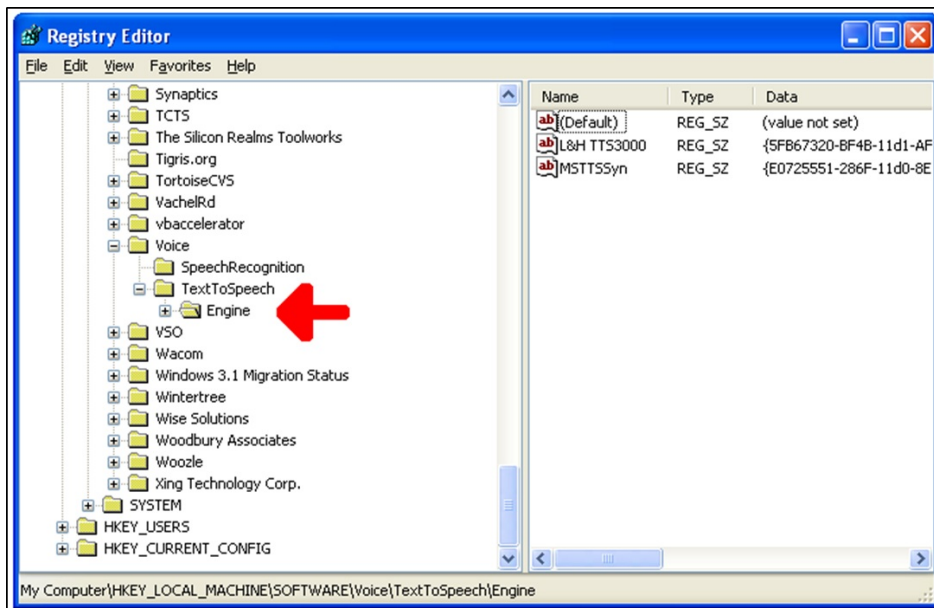 Registry Editor
File Edit View Favorites Help
Synaptics
TCTS
The Silicon Realms Toolworks
Tigris.org
TortoiseCVS
VachelRd
vbaccelerator
Voice
SpeechRecognition
TextToSpeech
Engine
VSO
Wacom
Windows 3.1 Migration Status
Wintertree
Wise Solutions
Woodbury Associates
Woozle
Xing Technology Corp.
SYSTEM
HKEY_USERS
HKEY_CURRENT_CONFIG
Name Type Data
ab (Default) REG_SZ (value not set)
ab L&H TTS3000 REG_SZ {5FB67320-BF4B-11d1-AF
ab MSTTSSyn REG_SZ {E0725551-286F-11d0-8E
My Computer\HKEY_LOCAL_MACHINE\SOFTWARE\Voice\TextToSpeech\Engine